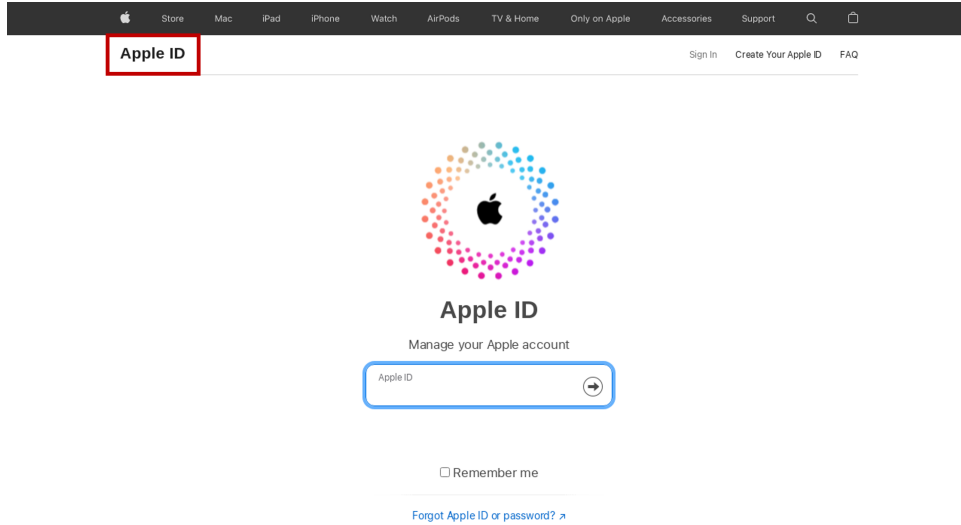 Store Mac iPad iPhone Watch AirPods TV & Home Only on Apple Accessories Support
Apple ID Sign In Create Your Apple ID FAQ
Apple ID
Manage your Apple account
Apple ID
Remember me
Forgot Apple ID or password? ↗